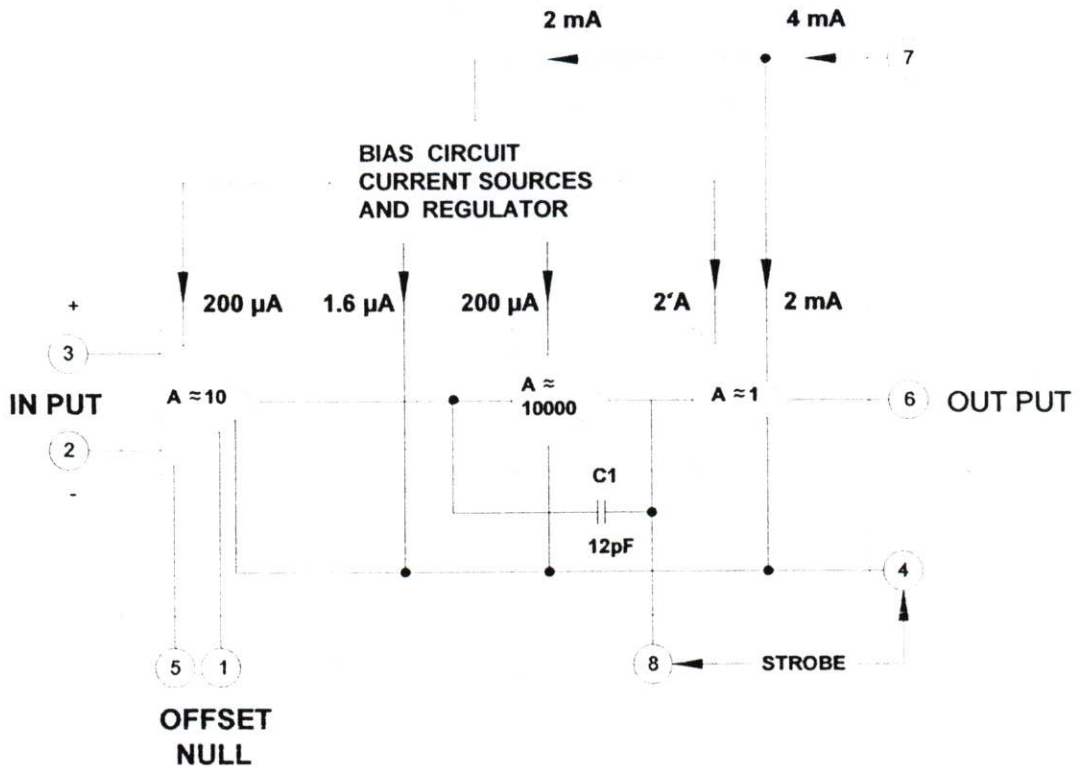 2 mA
4 mA
7
BIAS CIRCUIT
CURRENT SOURCES
AND REGULATOR
200 µA
1.6 µA
200 µA
2'A
2 mA
+
3
IN PUT
2
-
A ≈ 10
A ≈
10000
A ≈ 1
6
OUT PUT
C1
12pF
4
5
1
8
STROBE
OFFSET
NULL